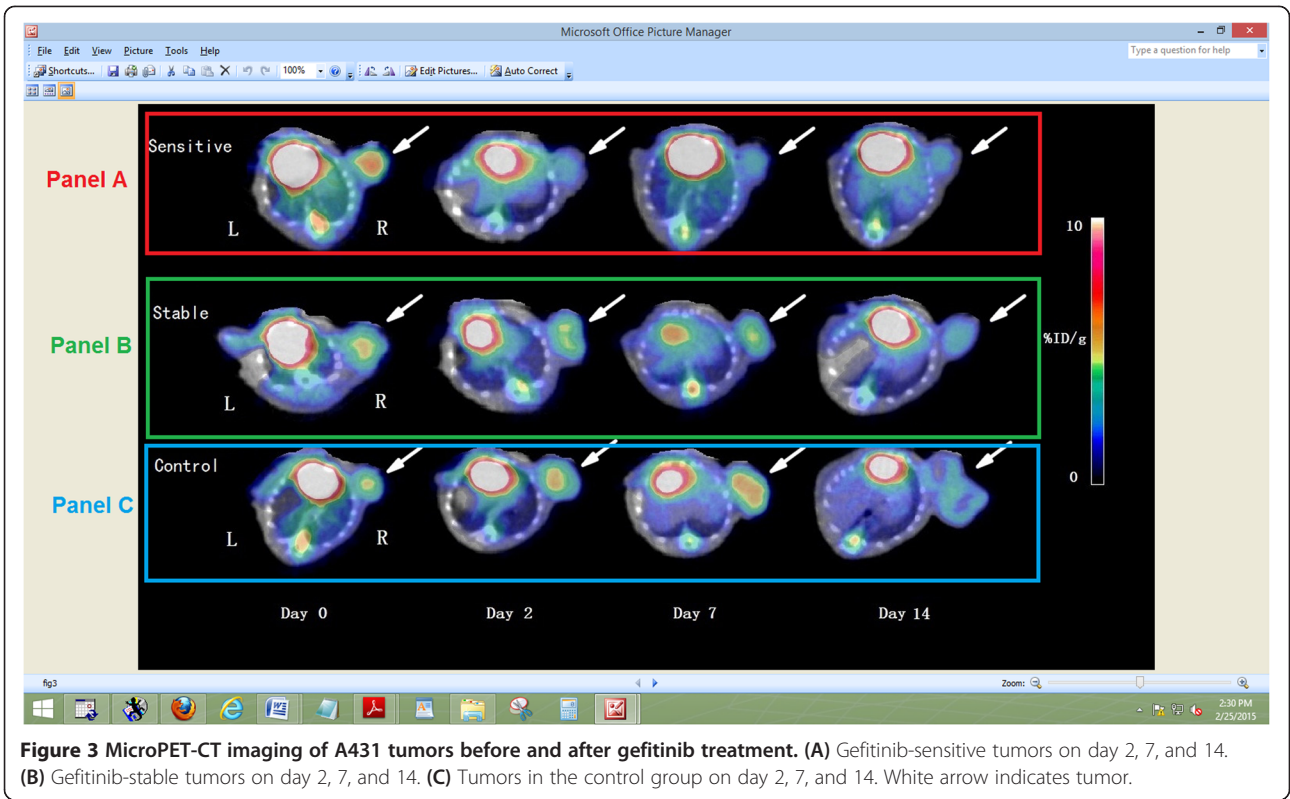 Microsoft Office Picture Manager
File Edit View Picture Tools Help
Type a question for help
Shortcuts... 100% Edit Pictures... Auto Correct
Panel A
Sensitive
L R
Panel B
Stable
L R
Panel C
Control
L R
10
%ID/g
0
Day 0 Day 2 Day 7 Day 14
fig3 Zoom:
2:30 PM
2/25/2015
Figure 3 MicroPET-CT imaging of A431 tumors before and after gefitinib treatment. (A) Gefitinib-sensitive tumors on day 2, 7, and 14.
(B) Gefitinib-stable tumors on day 2, 7, and 14. (C) Tumors in the control group on day 2, 7, and 14. White arrow indicates tumor.